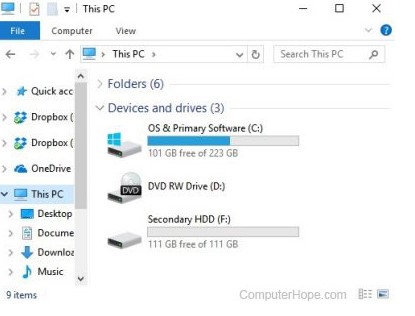 This PC
File
Computer
View
This PC
Search This PC
Quick acc
Dropbox (
Dropbox (
OneDrive
This PC
Desktop
Docume
Downloa
Music
Folders (6)
Devices and drives (3)
OS & Primary Software (C:)
101 GB free of 223 GB
DVD
DVD RW Drive (D:)
Secondary HDD (F:)
111 GB free of 111 GB
9 items
ComputerHope.com